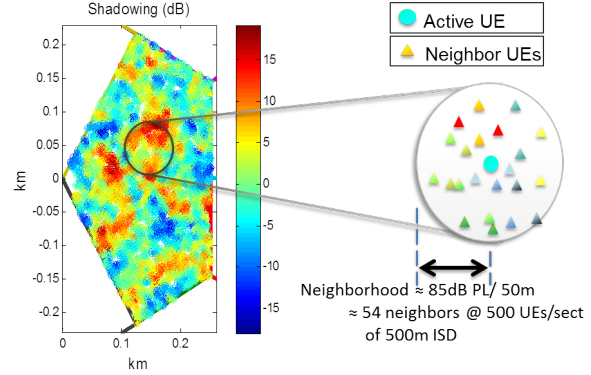 Shadowing (dB)
0.2
0.15
0.1
0.05
0
-0.05
-0.1
-0.15
-0.2
km
0
0.1
0.2
km
15
10
5
0
-5
-10
-15
Active UE
Neighbor UEs
Neighborhood ≈ 85dB PL/ 50m
≈ 54 neighbors @ 500 UEs/sect
of 500m ISD